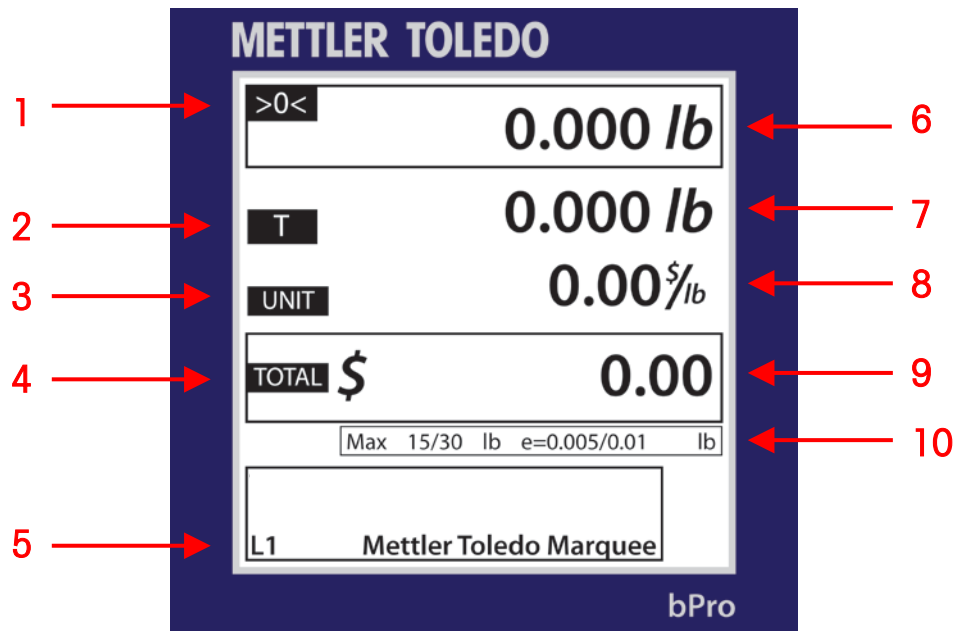 METTLER TOLEDO
1 >0< 0.000 lb 6
2 T 0.000 lb 7
3 UNIT 0.00 $/lb 8
4 TOTAL $ 0.00 9
Max 15/30 lb e=0.005/0.01 lb 10
5 L1 Mettler Toledo Marquee
bPro